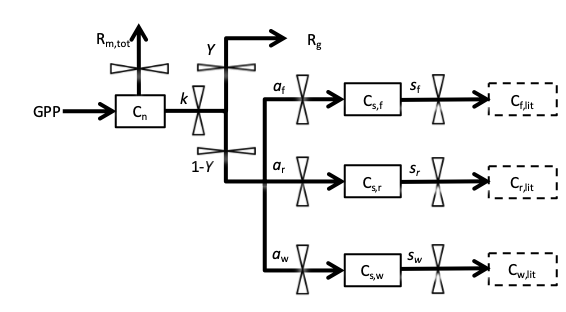 R_m,tot
Y
R_g
GPP
C_n
k
1-Y
a_f
C_s,f
s_f
C_f,lit
a_r
C_s,r
s_r
C_r,lit
a_w
C_s,w
s_w
C_w,lit